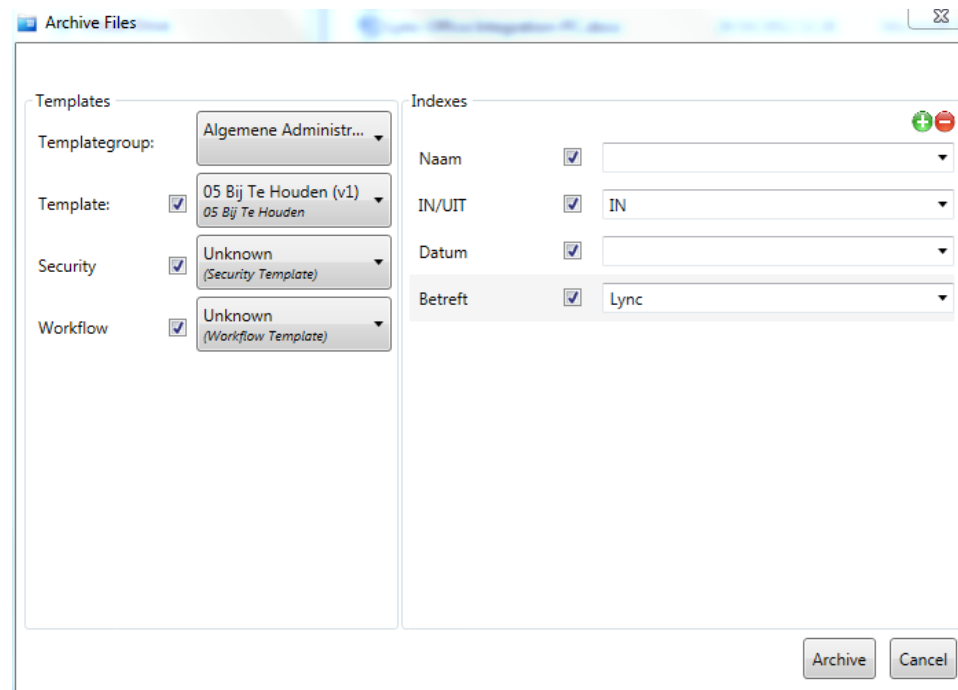 Archive Files
Templates
Templategroup:
Algemene Administr...
Template:
05 Bij Te Houden (v1)
05 Bij Te Houden
Security
Unknown
(Security Template)
Workflow
Unknown
(Workflow Template)
Indexes
Naam
IN/UIT
IN
Datum
Betreft
Lync
Archive
Cancel